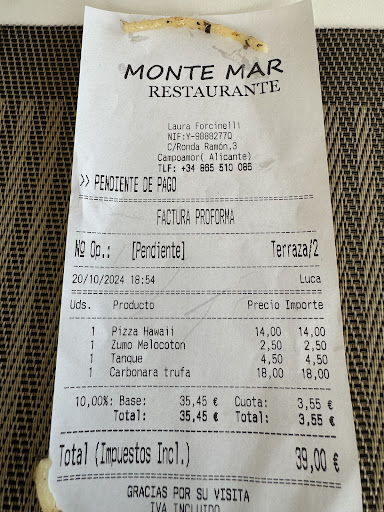 MONTE MAR
RESTAURANTE
Laura Forcinelli
NIF:Y-9888277Q
C/Ronda Ramón.3
Campoamor( Alicante)
TLF: +34 865 510 086
>> PENDIENTE DE PAGO
FACTURA PROFORMA
Nº Op.: [Pendiente] Terraza/2
20/10/2024 18:54 Luca
Uds. Producto Precio Importe
1 Pizza Hawaii 14,00 14,00
1 Zumo Melocoton 2,50 2,50
1 Tanque 4,50 4,50
1 Carbonara trufa 18,00 18,00
10,00%: Base: 35,45 € Cuota: 3,55 €
Total: 35,45 € Total: 3,55 €
Total (Impuestos Incl.) 39,00 €
GRACIAS POR SU VISITA
IVA INCLUIDO